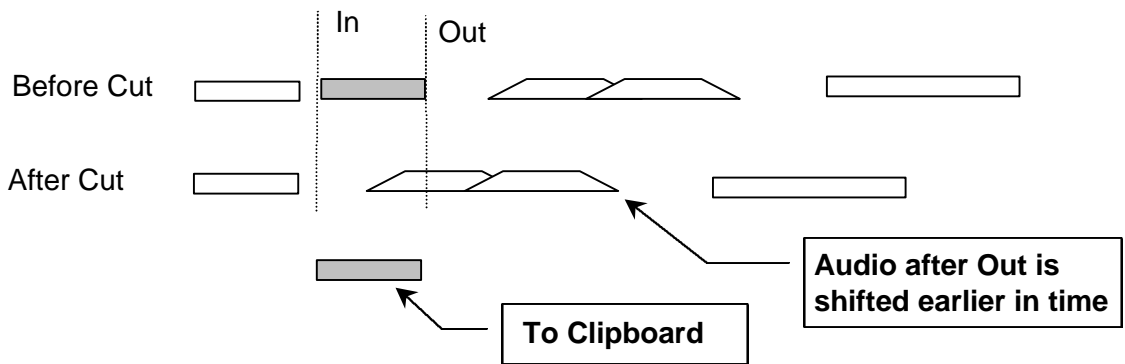 In
Out
Before Cut
After Cut
Audio after Out is
shifted earlier in time
To Clipboard